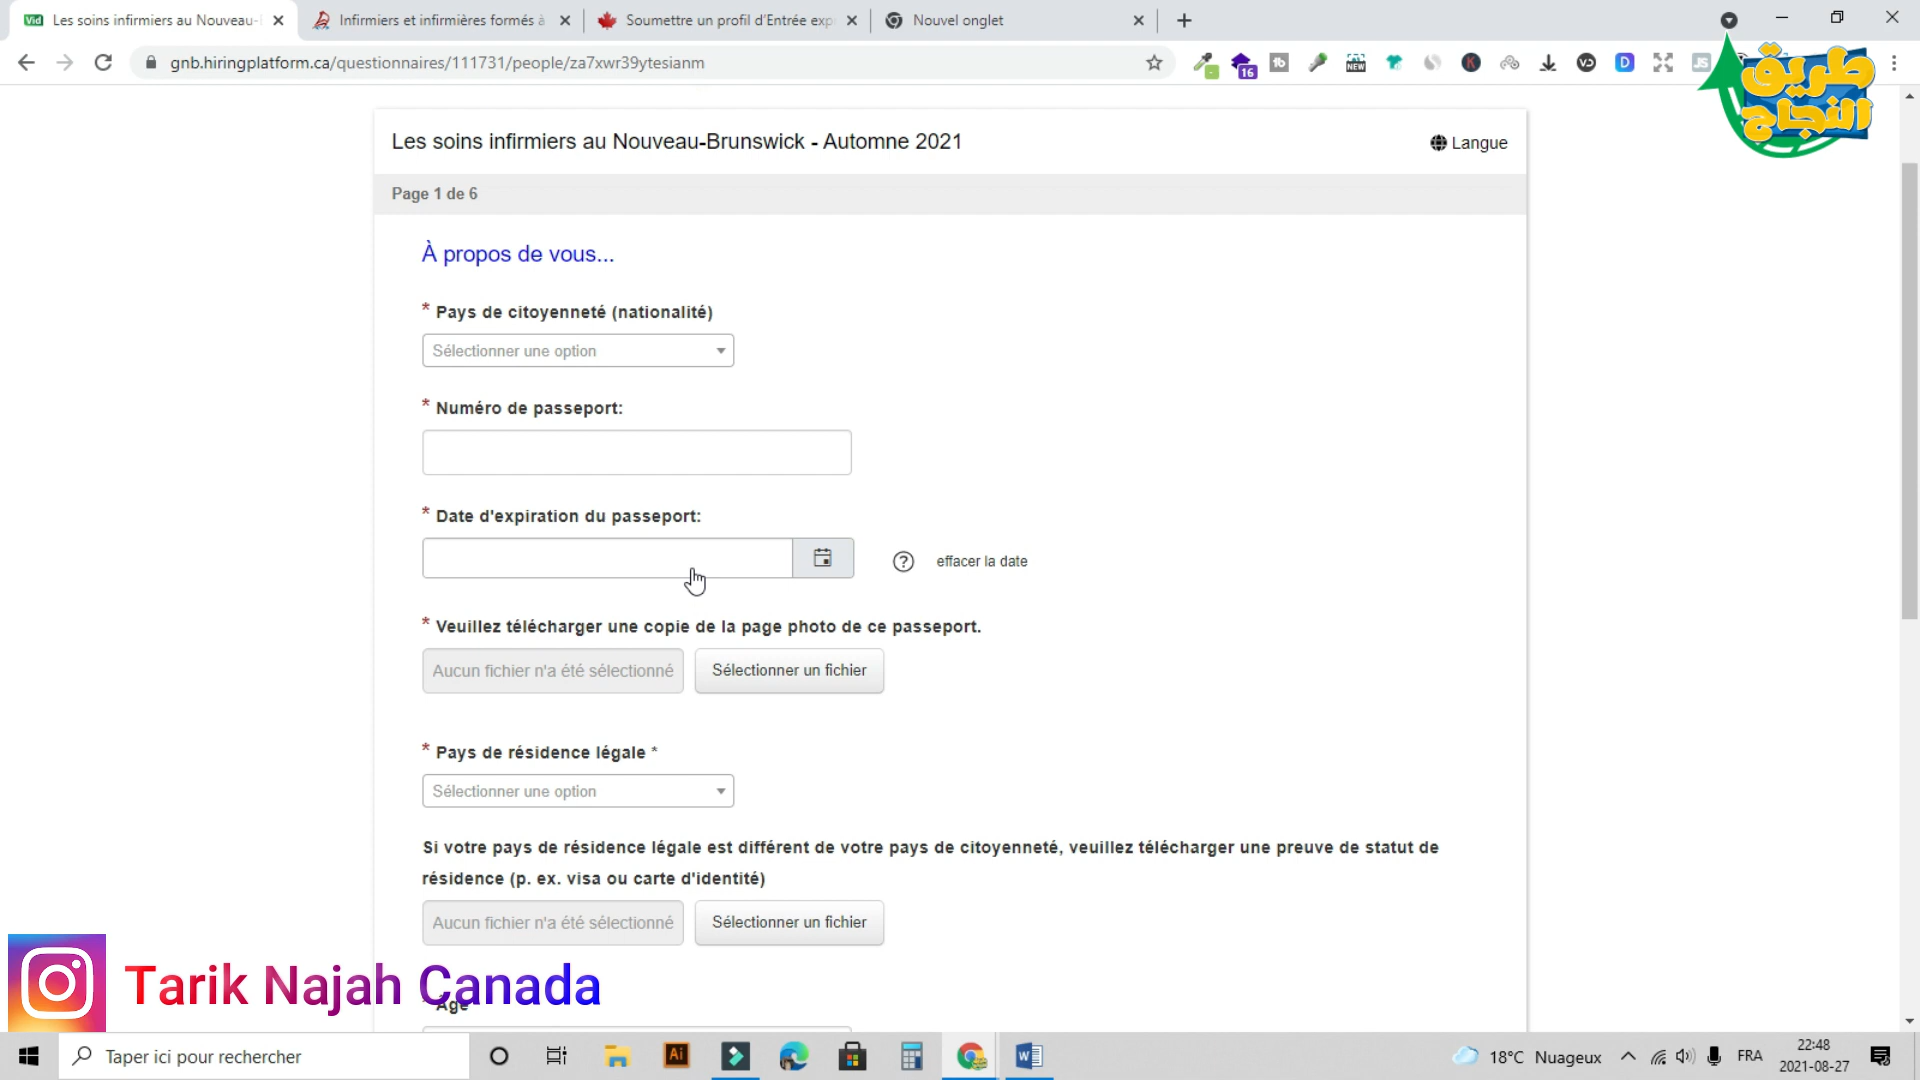 Vid Les soins infirmiers au Nouveau-
Infirmiers et infirmières formés à
Soumettre un profil d'Entrée exp
Nouvel onglet
gnb.hiringplatform.ca/questionnaires/111731/people/za7xwr39ytesianm
16
NEW
K
D
JS
طريق
النجاح
Les soins infirmiers au Nouveau-Brunswick - Automne 2021
Langue
Page 1 de 6
À propos de vous...
* Pays de citoyenneté (nationalité)
Sélectionner une option
* Numéro de passeport:
* Date d'expiration du passeport:
? effacer la date
* Veuillez télécharger une copie de la page photo de ce passeport.
Aucun fichier n'a été sélectionné Sélectionner un fichier
* Pays de résidence légale *
Sélectionner une option
Si votre pays de résidence légale est différent de votre pays de citoyenneté, veuillez télécharger une preuve de statut de
résidence (p. ex. visa ou carte d'identité)
Aucun fichier n'a été sélectionné Sélectionner un fichier
Tarik Najah Canada
Âge
Taper ici pour rechercher
Ai
W
18°C Nuageux
FRA
22:48
2021-08-27